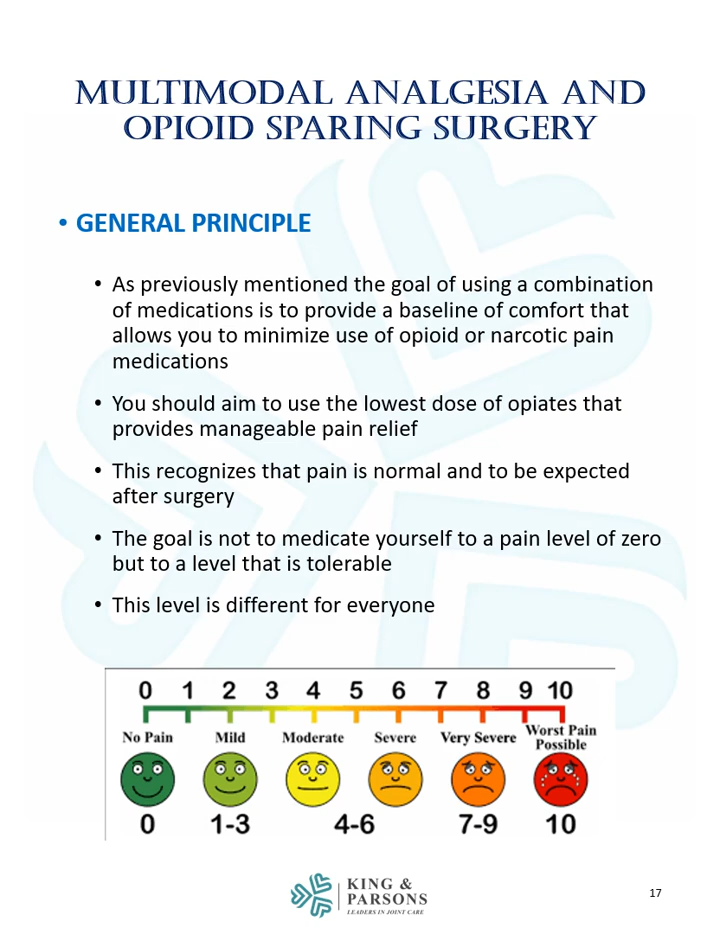 MULTIMODAL ANALGESIA AND
OPIOID SPARING SURGERY
• GENERAL PRINCIPLE
• As previously mentioned the goal of using a combination
of medications is to provide a baseline of comfort that
allows you to minimize use of opioid or narcotic pain
medications
• You should aim to use the lowest dose of opiates that
provides manageable pain relief
• This recognizes that pain is normal and to be expected
after surgery
• The goal is not to medicate yourself to a pain level of zero
but to a level that is tolerable
• This level is different for everyone
0 1 2 3 4 5 6 7 8 9 10
No Pain Mild Moderate Severe Very Severe Worst Pain
Possible
0 1-3 4-6 7-9 10
KING &
PARSONS
LEADERS IN JOINT CARE
17